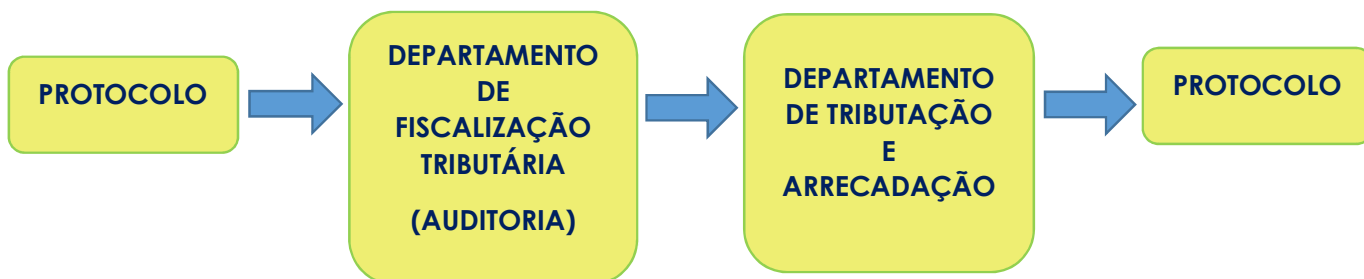 PROTOCOLO
DEPARTAMENTO
DE
FISCALIZAÇÃO
TRIBUTÁRIA
(AUDITORIA)
DEPARTAMENTO
DE TRIBUTAÇÃO
E
ARRECADAÇÃO
PROTOCOLO